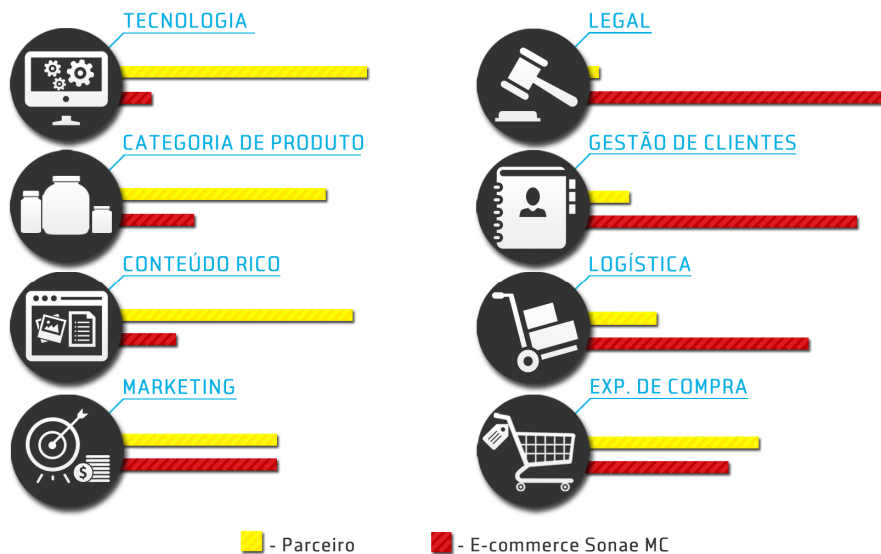 TECNOLOGIA
CATEGORIA DE PRODUTO
CONTEÚDO RICO
MARKETING
$
LEGAL
GESTÃO DE CLIENTES
LOGÍSTICA
EXP. DE COMPRA
- Parceiro
- E-commerce Sonae MC